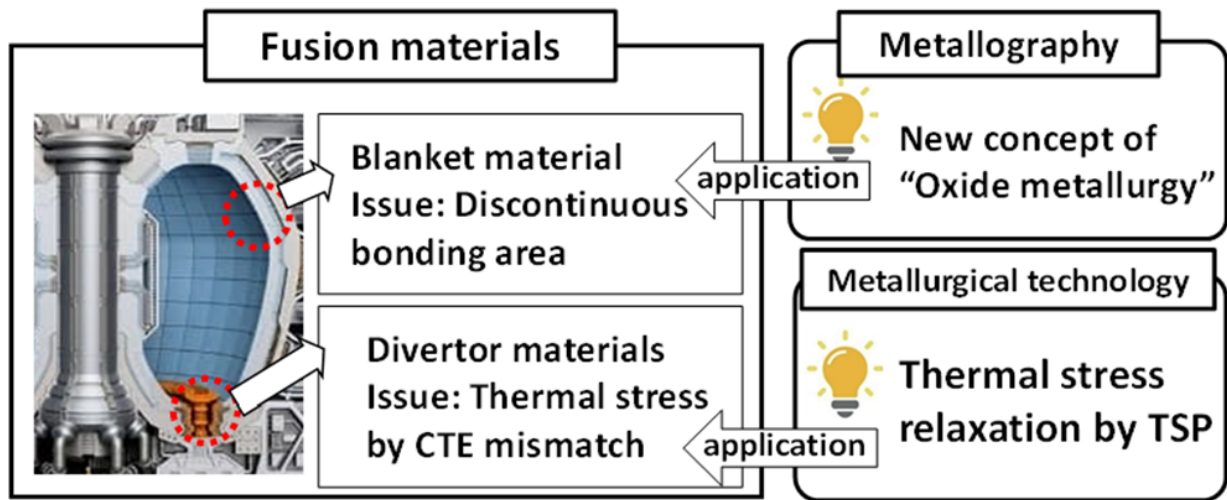 Fusion materials
Blanket material
Issue: Discontinuous
bonding area
Divertor materials
Issue: Thermal stress
by CTE mismatch
Metallography
New concept of
“Oxide metallurgy”
application
Metallurgical technology
Thermal stress
relaxation by TSP
application